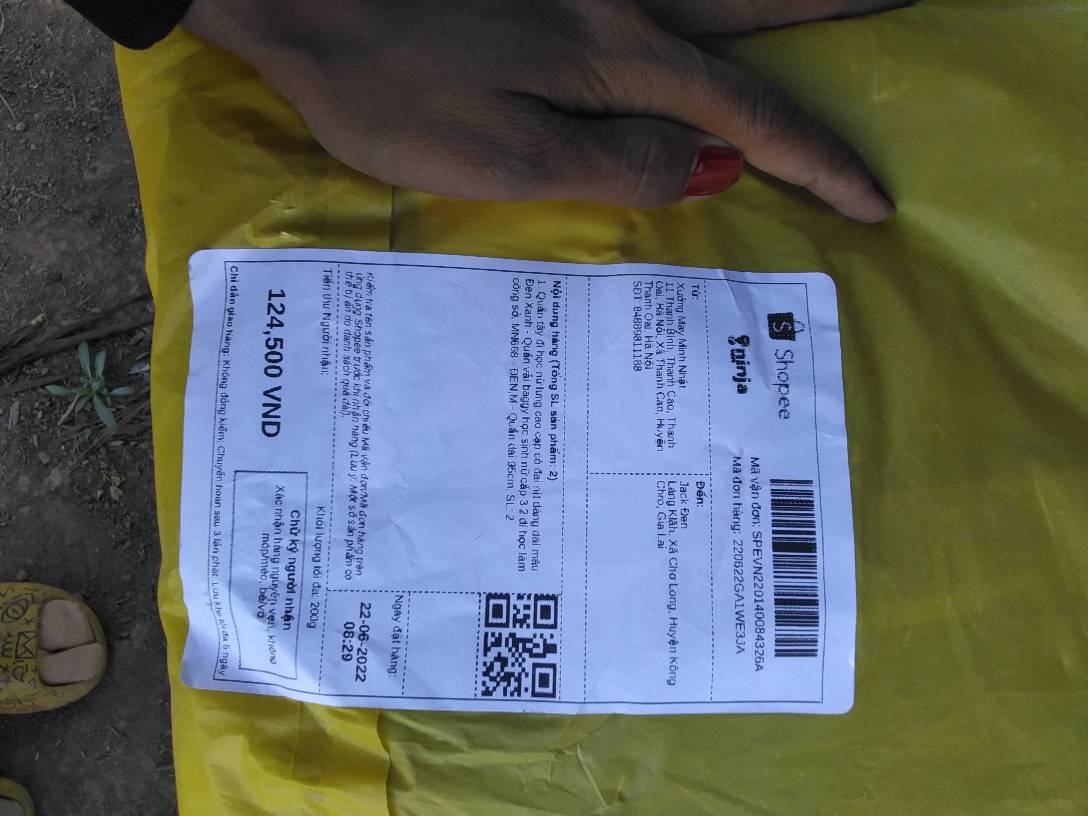 Shopee
ninja
Mã vận đơn: SPEVN220140084326A
Mã đơn hàng: 220622GA1WE3JA
Từ:
Xưởng May Minh Nhật
11 Thanh Bình, Thanh Cao, Thanh
Oai, Hà Nội, Xã Thanh Cao, Huyện
Thanh Oai, Hà Nội
SĐT: 84889811188
Đến:
Jack Đen
Làng Klăh, Xã Chơ Long, Huyện Kông
Chro, Gia Lai
Nội dung hàng (Tổng SL sản phẩm: 2)
1. Quần tây đi học nữ lưng cao cạp có đai nịt dáng dài màu
Đen Xanh - Quần vải baggy học sinh nữ cấp 3 2 đi học làm
công sở, MN668 - ĐEN,M - Quần dài 95cm, SL: 2
Ngày đặt hàng:
22-06-2022
08:29
Kiểm tra tên sản phẩm và đối chiếu Mã vận đơn/Mã đơn hàng trên
ứng dụng Shopee trước khi nhận hàng (Lưu ý: Một số sản phẩm có
thể bị ẩn do danh sách quá dài).
Tiền thu Người nhận:
124,500 VND
Khối lượng tối đa: 200g
Chữ ký người nhận
Xác nhận hàng nguyên vẹn, không
móp/méo, bể/vỡ
Chỉ dẫn giao hàng: Không đồng kiểm; Chuyển hoàn sau 3 lần phát; Lưu kho tối đa 5 ngày